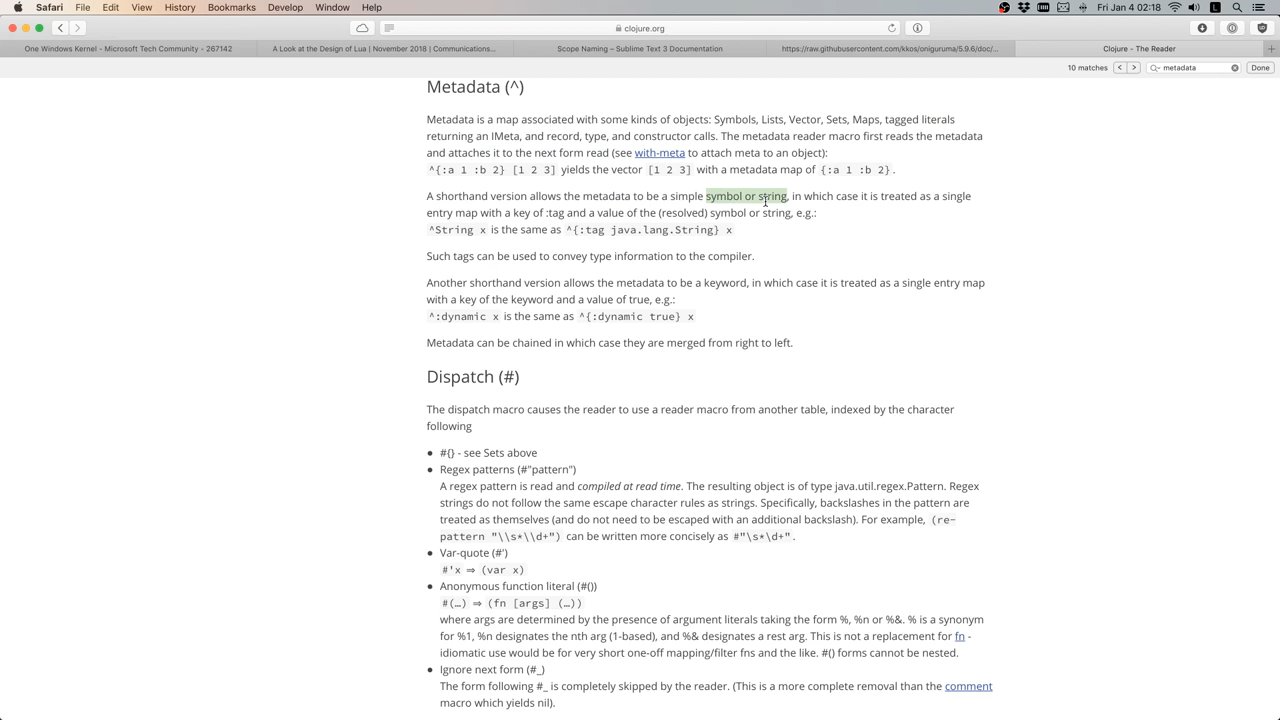 Safari File Edit View History Bookmarks Develop Window Help Fri Jan 4 02:18
clojure.org
One Windows Kernel - Microsoft Tech Community - 267142 A Look at the Design of Lua | November 2018 | Communications... Scope Naming – Sublime Text 3 Documentation https://raw.githubusercontent.com/kkos/oniguruma/5.9.6/doc/... Clojure - The Reader
10 matches metadata Done
Metadata (^)
Metadata is a map associated with some kinds of objects: Symbols, Lists, Vector, Sets, Maps, tagged literals
returning an IMeta, and record, type, and constructor calls. The metadata reader macro first reads the metadata
and attaches it to the next form read (see with-meta to attach meta to an object):
^{:a 1 :b 2} [1 2 3] yields the vector [1 2 3] with a metadata map of {:a 1 :b 2}.
A shorthand version allows the metadata to be a simple symbol or string, in which case it is treated as a single
entry map with a key of :tag and a value of the (resolved) symbol or string, e.g.:
^String x is the same as ^{:tag java.lang.String} x
Such tags can be used to convey type information to the compiler.
Another shorthand version allows the metadata to be a keyword, in which case it is treated as a single entry map
with a key of the keyword and a value of true, e.g.:
^:dynamic x is the same as ^{:dynamic true} x
Metadata can be chained in which case they are merged from right to left.
Dispatch (#)
The dispatch macro causes the reader to use a reader macro from another table, indexed by the character
following
• #{} - see Sets above
• Regex patterns (#"pattern")
A regex pattern is read and compiled at read time. The resulting object is of type java.util.regex.Pattern. Regex
strings do not follow the same escape character rules as strings. Specifically, backslashes in the pattern are
treated as themselves (and do not need to be escaped with an additional backslash). For example, (re-
pattern "\\s*\\d+") can be written more concisely as #"\s*\d+".
• Var-quote (#')
#'x ⇒ (var x)
• Anonymous function literal (#())
#(…) ⇒ (fn [args] (…))
where args are determined by the presence of argument literals taking the form %, %n or %&. % is a synonym
for %1, %n designates the nth arg (1-based), and %& designates a rest arg. This is not a replacement for fn -
idiomatic use would be for very short one-off mapping/filter fns and the like. #() forms cannot be nested.
• Ignore next form (#_)
The form following #_ is completely skipped by the reader. (This is a more complete removal than the comment
macro which yields nil).